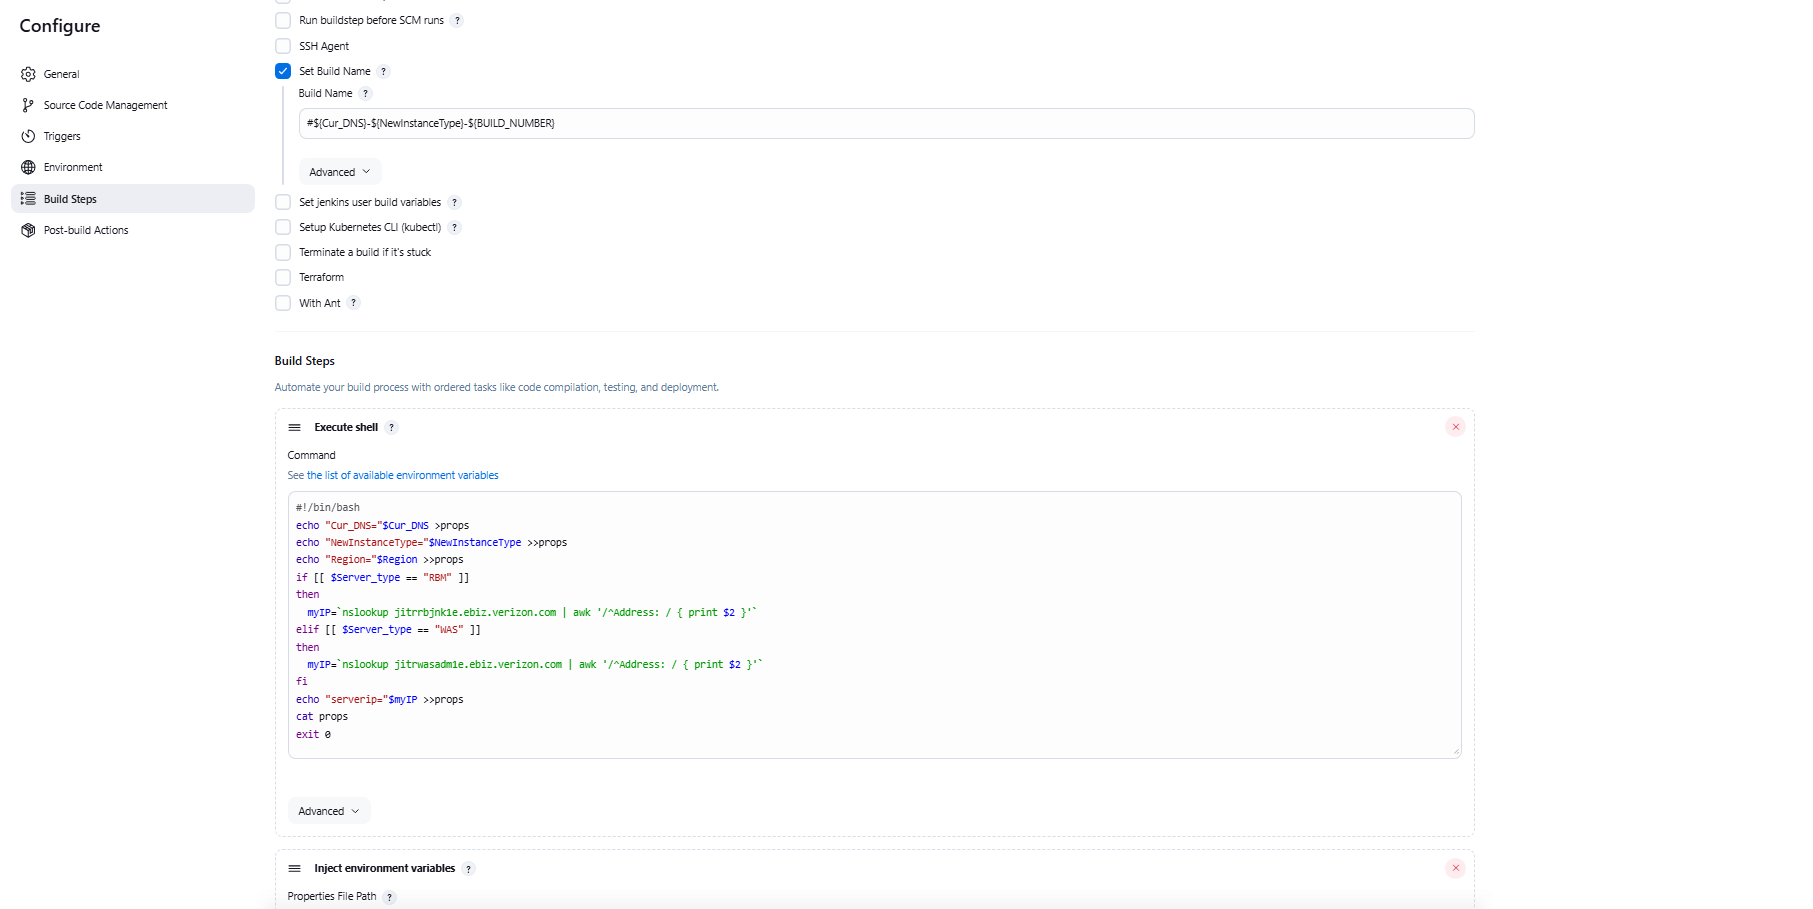 Configure
General
Source Code Management
Triggers
Environment
Build Steps
Post-build Actions
Run buildstep before SCM runs ?
SSH Agent
Set Build Name ?
Build Name ?
#${Cur_DNS}-${NewInstanceType}-${BUILD_NUMBER}
Advanced
Set jenkins user build variables ?
Setup Kubernetes CLI (kubectl) ?
Terminate a build if it's stuck
Terraform
With Ant ?
Build Steps
Automate your build process with ordered tasks like code compilation, testing, and deployment.
Execute shell ?
Command
See the list of available environment variables
#!/bin/bash
echo "Cur_DNS="$Cur_DNS >props
echo "NewInstanceType="$NewInstanceType >>props
echo "Region="$Region >>props
if [[ $Server_type == "RBM" ]]
then
  myIP=`nslookup jitrrbjnk1e.ebiz.verizon.com | awk '/^Address: / { print $2 }'`
elif [[ $Server_type == "WAS" ]]
then
  myIP=`nslookup jitrwasadm1e.ebiz.verizon.com | awk '/^Address: / { print $2 }'`
fi
echo "serverip="$myIP >>props
cat props
exit 0
Advanced
Inject environment variables ?
Properties File Path ?